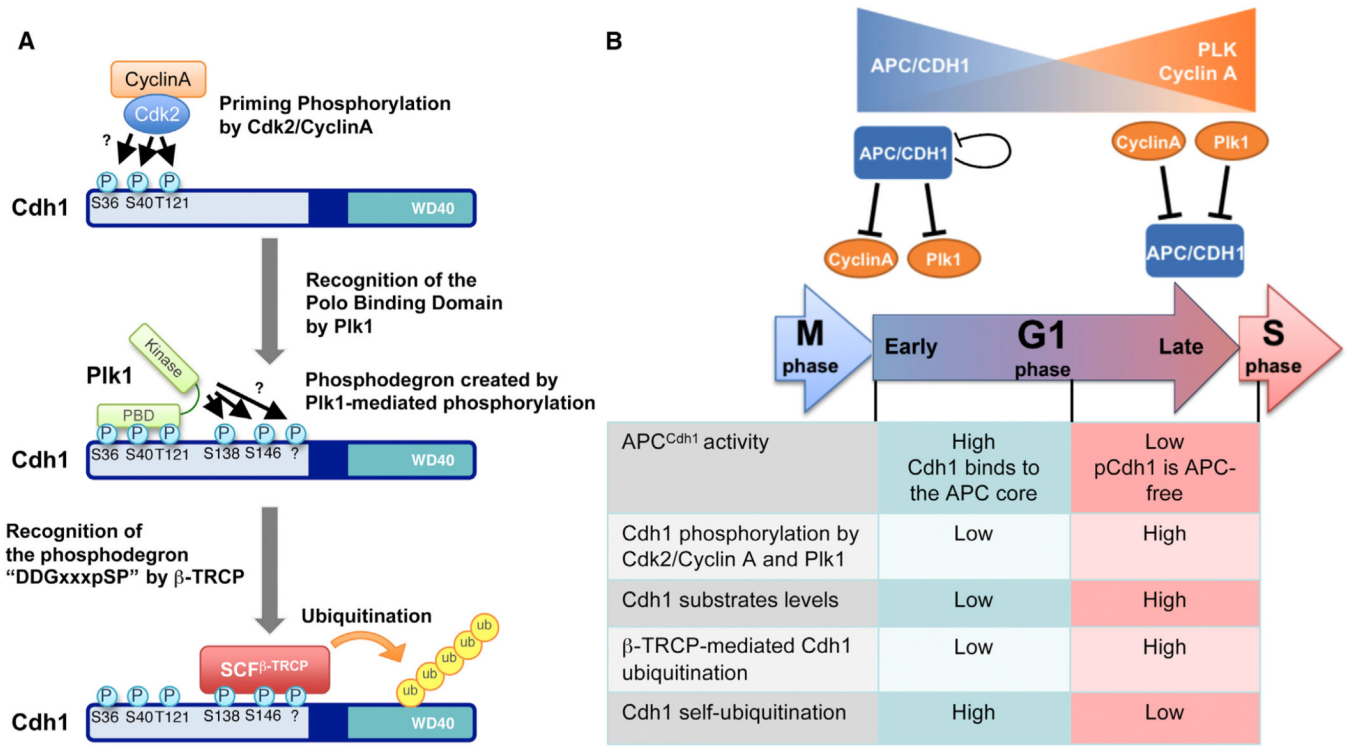 A
CyclinA
Cdk2
Priming Phosphorylation
by Cdk2/CyclinA
?
P P P
S36 S40 T121
Cdh1
WD40
Recognition of the
Polo Binding Domain
by Plk1
Kinase
Plk1
PBD
?
Phosphodegron created by
Plk1-mediated phosphorylation
P P P P P P
S36 S40 T121 S138 S146 ?
Cdh1
WD40
Recognition of
the phosphodegron
“DDGxxxpSP” by β-TRCP
Ubiquitination
SCFβ-TRCP
ub ub ub ub ub
P P P P P P
S36 S40 T121 S138 S146 ?
Cdh1
WD40
B
APC/CDH1
PLK
Cyclin A
APC/CDH1
CyclinA Plk1
CyclinA Plk1
APC/CDH1
M
phase
Early
G1
phase
Late
S
phase
APCCdh1 activity
High
Cdh1 binds to
the APC core
Low
pCdh1 is APC-
free
Cdh1 phosphorylation by
Cdk2/Cyclin A and Plk1
Low
High
Cdh1 substrates levels
Low
High
β-TRCP-mediated Cdh1
ubiquitination
Low
High
Cdh1 self-ubiquitination
High
Low